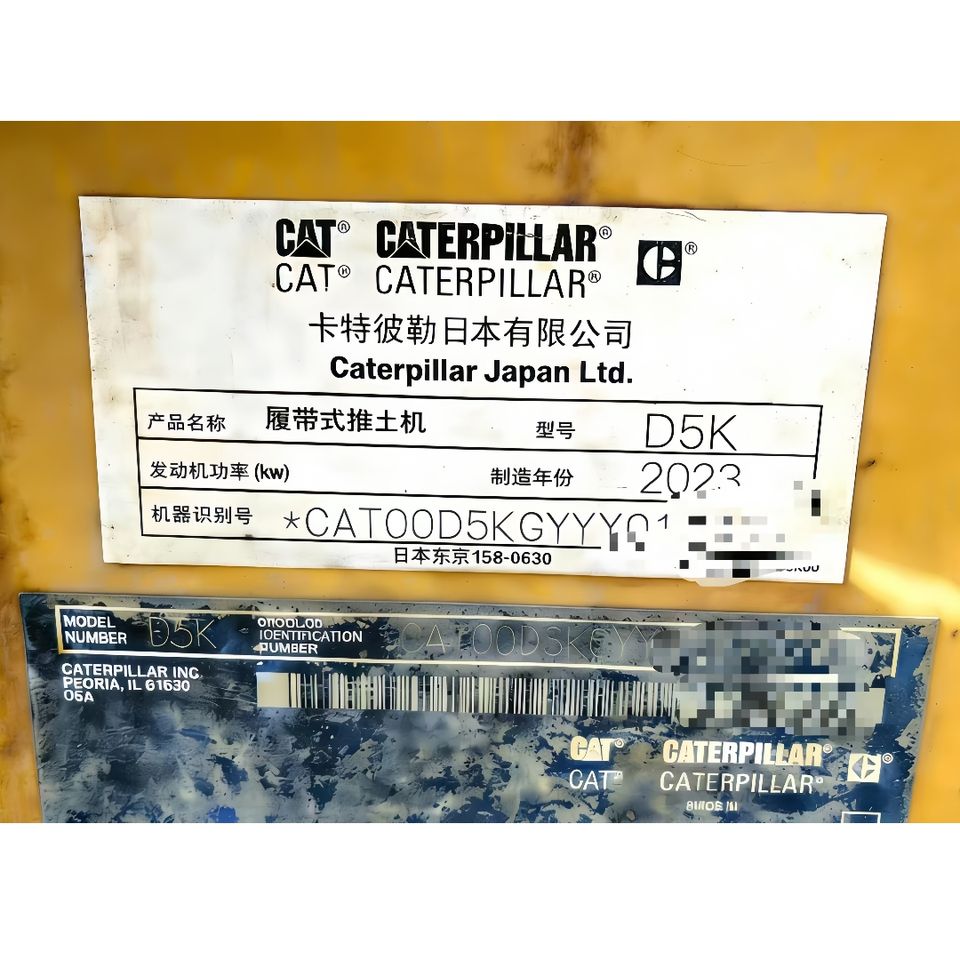 CAT® CATERPILLAR® ®
CAT® CATERPILLAR®
卡特彼勒日本有限公司
Caterpillar Japan Ltd.
产品名称 履带式推土机 型号 D5K
发动机功率(kw) 制造年份 2023
机器识别号 *CAT00D5KGYYY01
日本东京158-0630
MODEL NUMBER D5K
IDENTIFICATION
CATERPILLAR INC.
PEORIA, IL 61630
05A
CAT® CATERPILLAR® ®
CAT® CATERPILLAR®